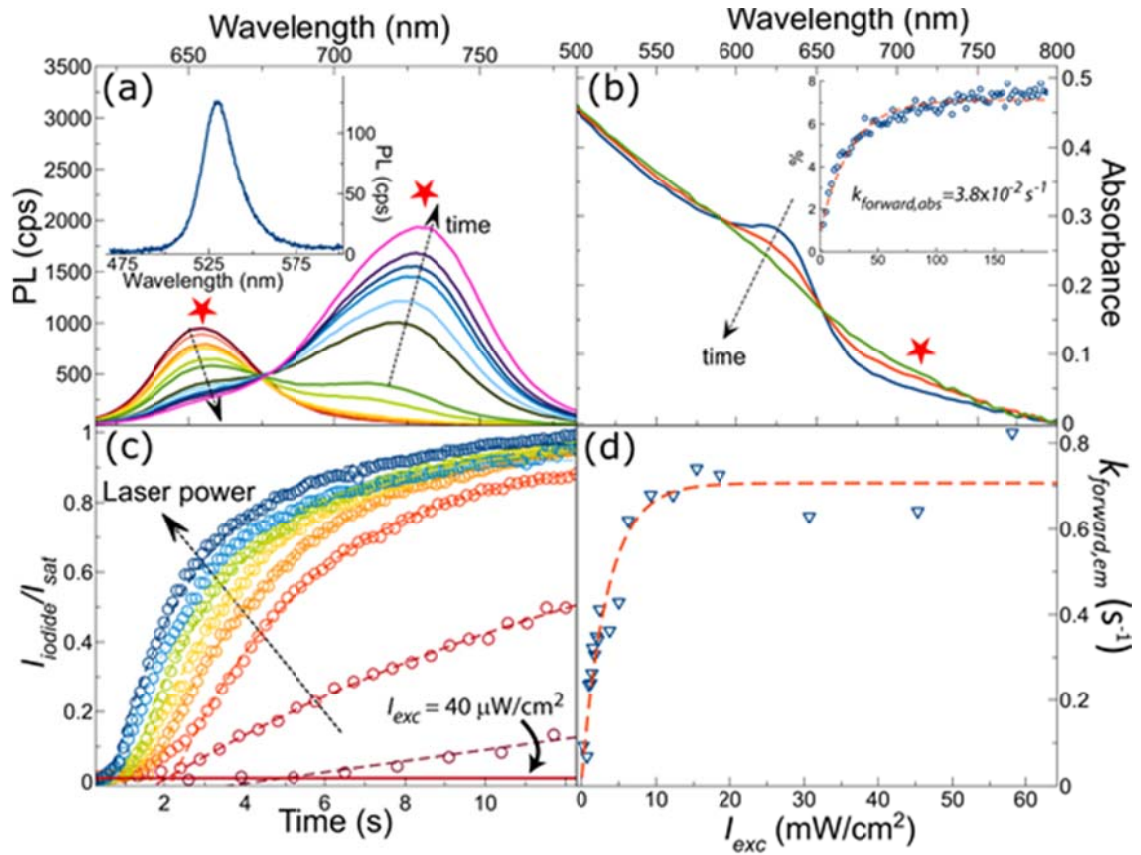 Wavelength (nm)
650 700 750
(a)
3500
3000
2500
2000
1500
1000
500
PL (cps)
time
100
50
0
PL (cps)
475 525 575
Wavelength (nm)
Wavelength (nm)
500 550 600 650 700 750 800
(b)
0.5
0.4
0.3
0.2
0.1
0
Absorbance
time
8
6
4
2
0
%
k_forward,abs=3.8x10⁻² s⁻¹
50 100 150
(c)
1
0.8
0.6
0.4
0.2
0
I_iodide/I_sat
Laser power
I_exc = 40 μW/cm²
2 4 6 8 10
Time (s)
(d)
0.8
0.6
0.4
0.2
0
k_forward,em (s⁻¹)
0 10 20 30 40 50 60
I_exc (mW/cm²)